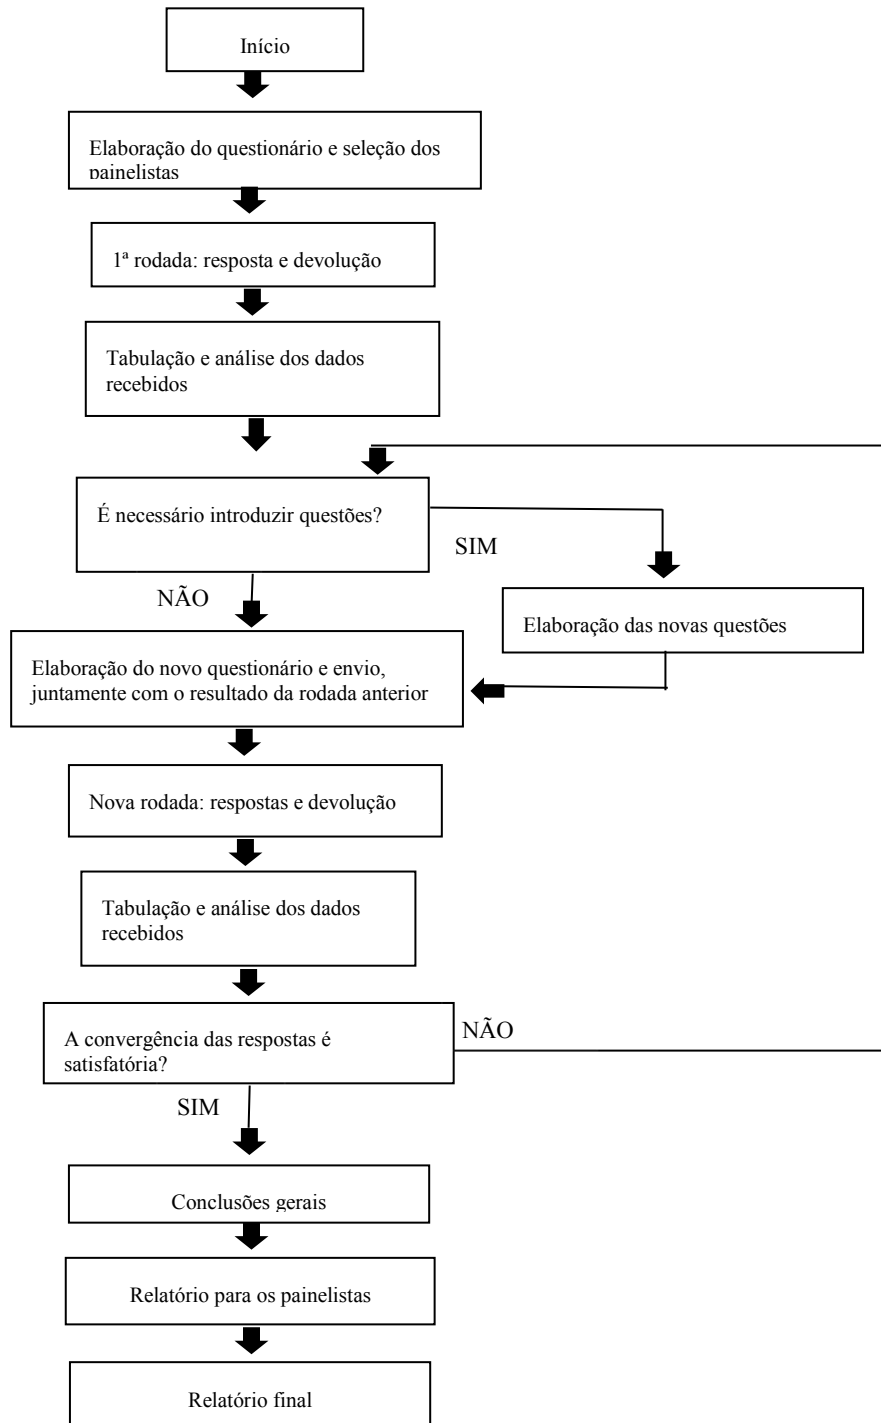 Início
Elaboração do questionário e seleção dos
painelistas
1ª rodada: resposta e devolução
Tabulação e análise dos dados
recebidos
É necessário introduzir questões?
SIM
NÃO
Elaboração das novas questões
Elaboração do novo questionário e envio,
juntamente com o resultado da rodada anterior
Nova rodada: respostas e devolução
Tabulação e análise dos dados
recebidos
A convergência das respostas é
satisfatória?
NÃO
SIM
Conclusões gerais
Relatório para os painelistas
Relatório final